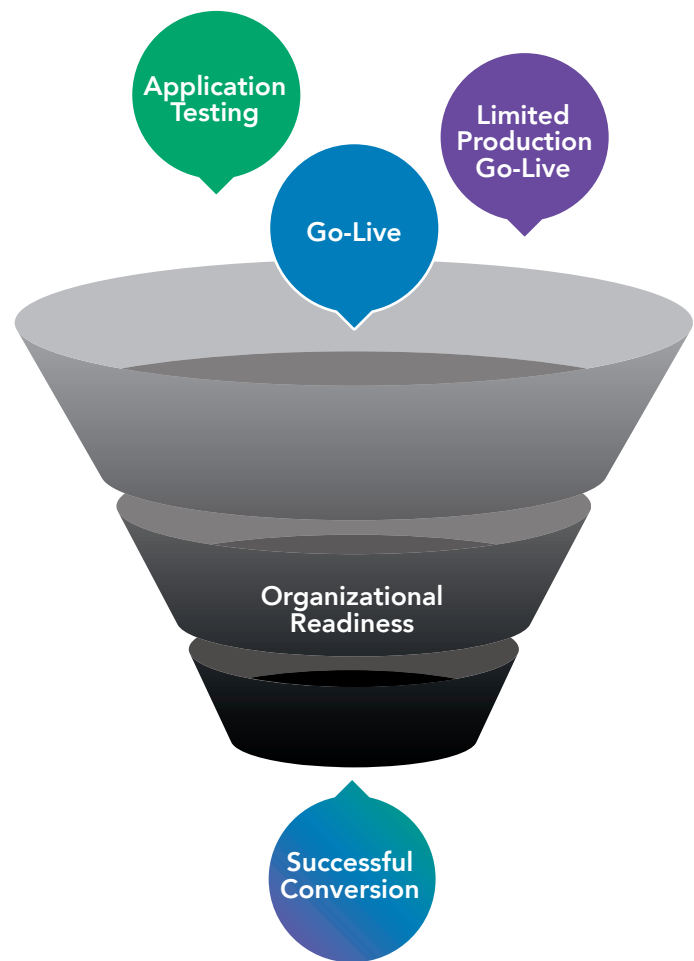 Application
Testing
Limited
Production
Go-Live
Go-Live
Organizational
Readiness
Successful
Conversion